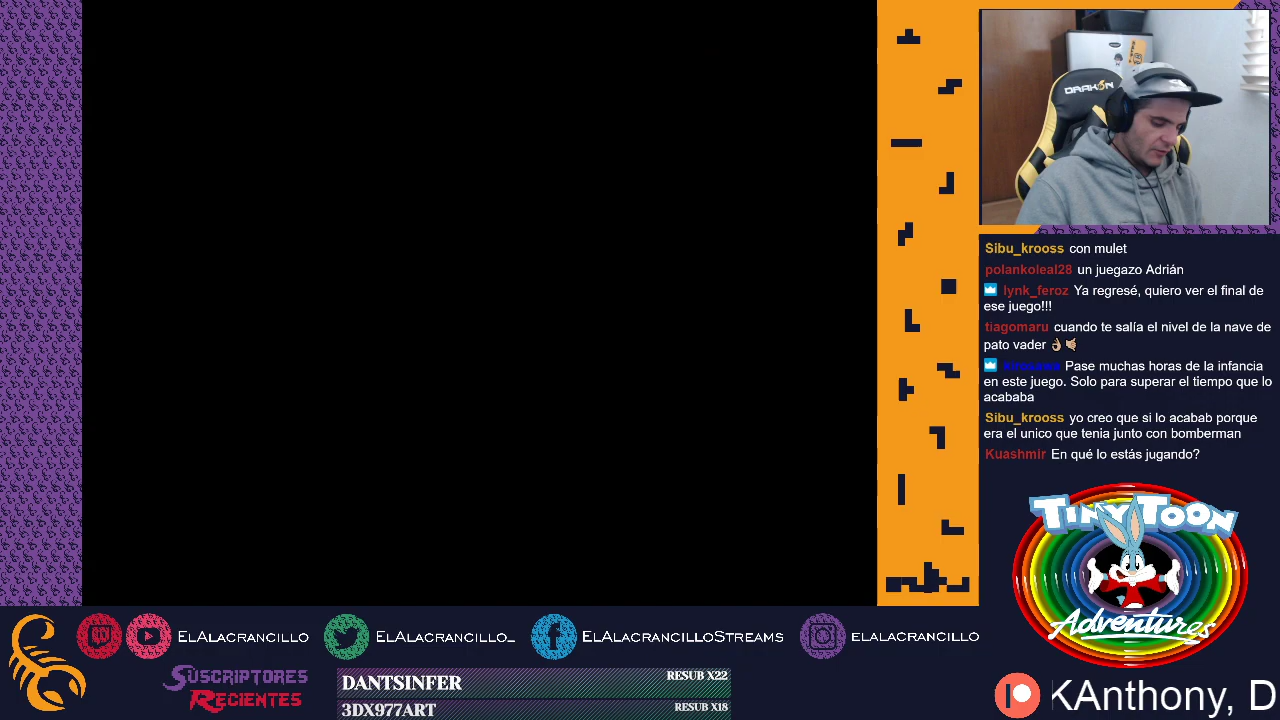 DRAKON
Sibu_krooss con mulet
polankoleal28 un juegazo Adrián
lynk_feroz Ya regresé, quiero ver el final de
ese juego!!!
tiagomaru cuando te salía el nivel de la nave de
pato vader 👌🏼🤙🏼
Pase muchas horas de la infancia
en este juego. Solo para superar el tiempo que lo
acababa
Sibu_krooss yo creo que si lo acabab porque
era el unico que tenia junto con bomberman
Kuashmir En qué lo estás jugando?
TINY TOON
Adventures
ElAlacrancillo
ElAlacrancillo_
ElAlacrancilloStreams
elalacrancillo
Suscriptores
Recientes
DANTSINFER RESUB X22
3DX977ART RESUB X18
KAnthony, D